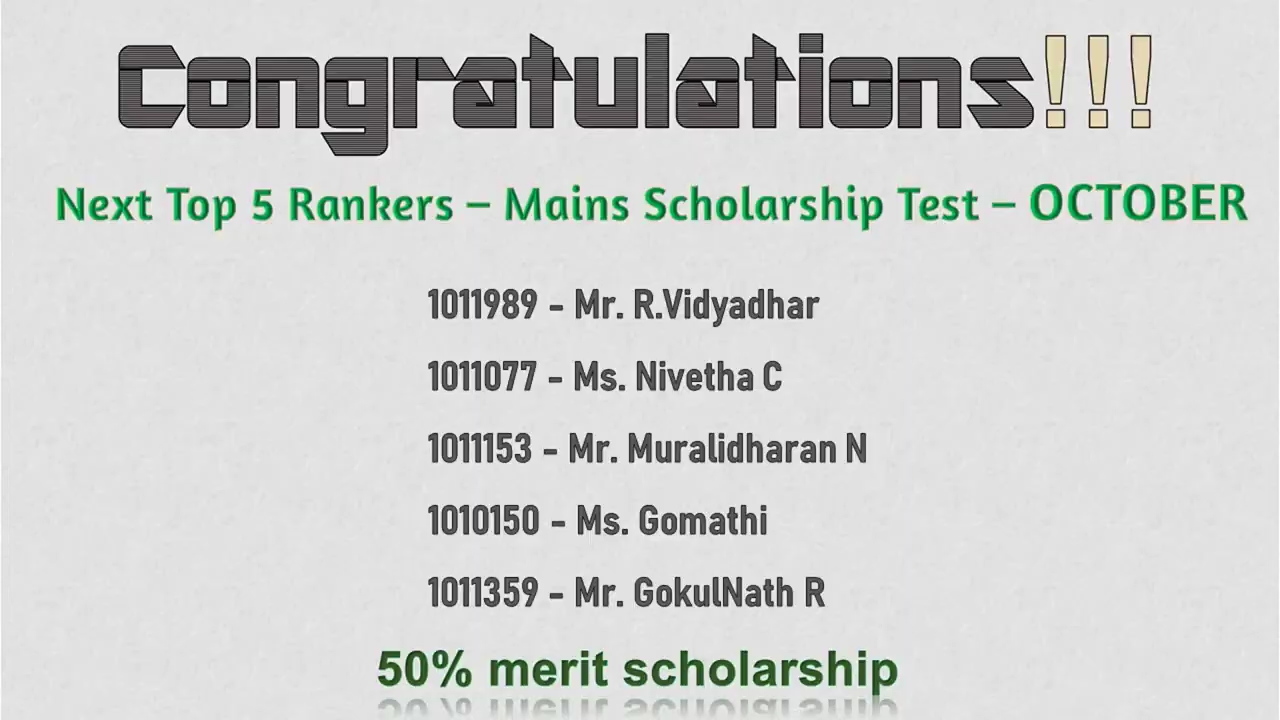 Congratulations!!!
Next Top 5 Rankers – Mains Scholarship Test – OCTOBER
1011989 - Mr. R.Vidyadhar
1011077 - Ms. Nivetha C
1011153 - Mr. Muralidharan N
1010150 - Ms. Gomathi
1011359 - Mr. GokulNath R
50% merit scholarship